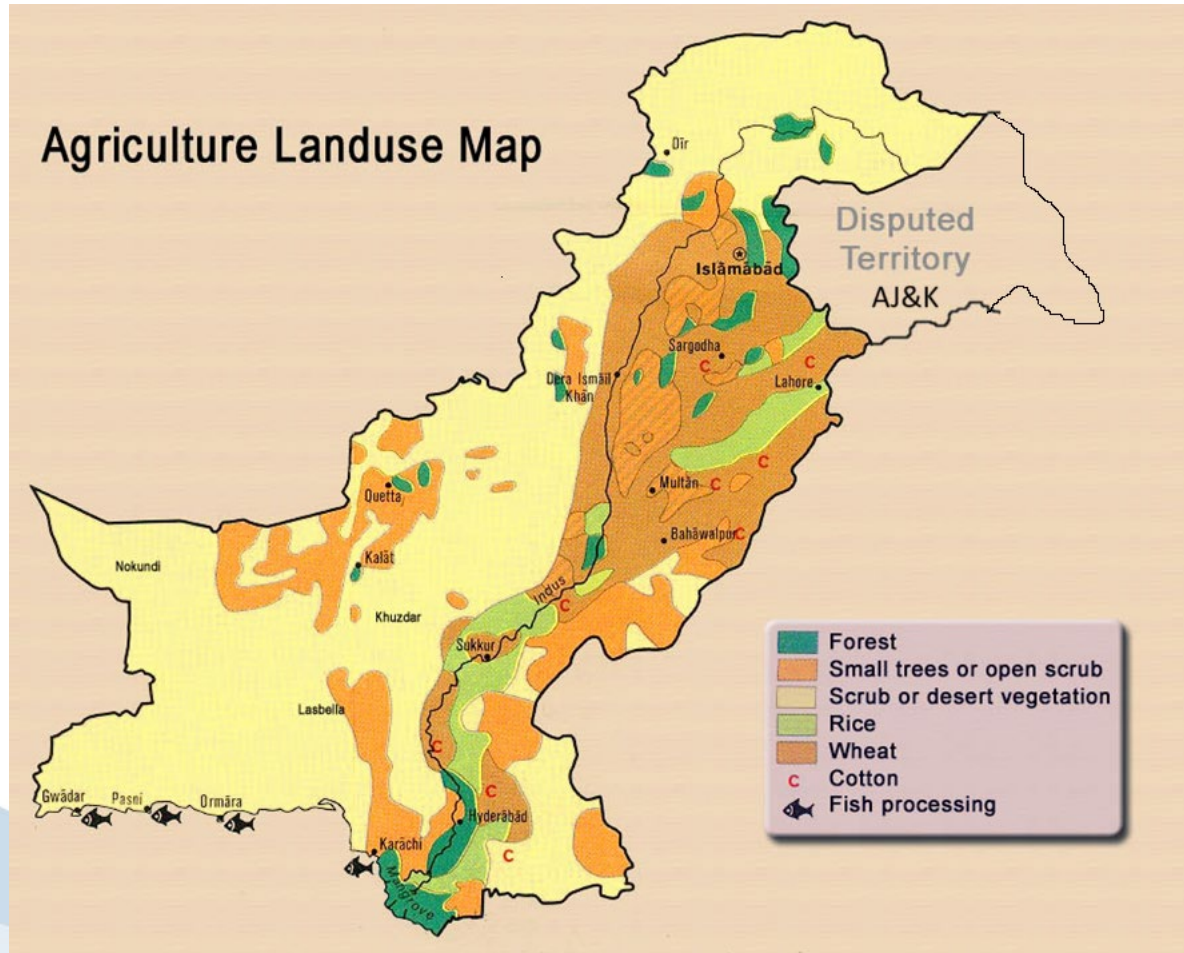 Agriculture Landuse Map
Dīr
Disputed
Territory
AJ&K
Islāmābād
Sargodha
C
C
Lahore
Dera Ismāīl
Khān
C
Multān
C
Quetta
Bahāwalpur
C
Kalāt
Nokundi
Indus
C
Khuzdar
Sukkur
Lasbella
C
C
Gwādar
Pasni
Ormāra
Hyderābād
Karāchi
C
Mangrove
Forest
Small trees or open scrub
Scrub or desert vegetation
Rice
Wheat
C Cotton
Fish processing